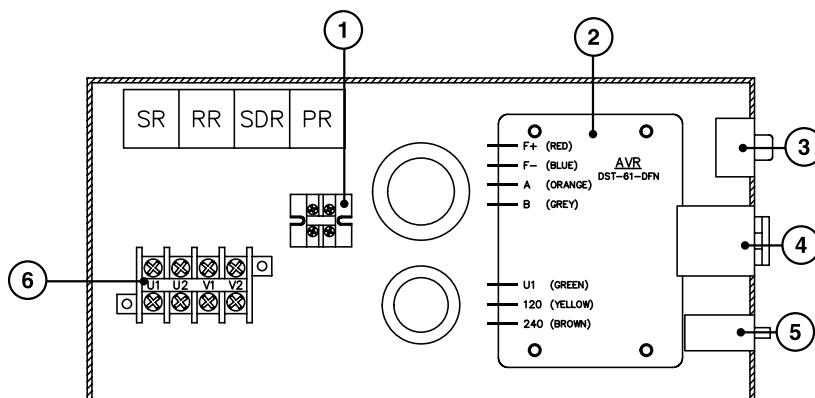 1
2
SR RR SDR PR
3
F+ (RED)
F- (BLUE)
A (ORANGE)
B (GREY)
AVR
DST-61-DFN
4
6
U1 U2 V1 V2
U1 (GREEN)
120 (YELLOW)
240 (BROWN)
5